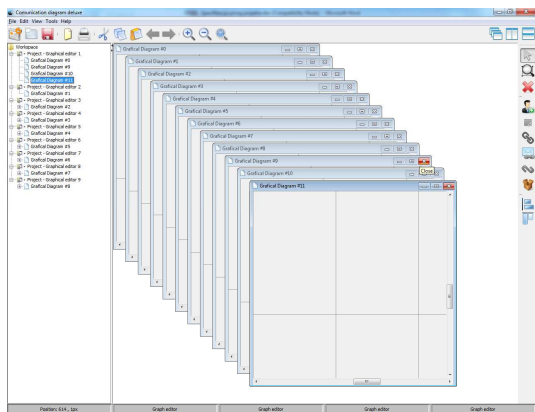 Comunication diagram deluxe
File Edit View Tools Help
Workspace
Project - Graphical editor 1
Grafical Diagram #0
Grafical Diagram #9
Grafical Diagram #10
Grafical Diagram #11
Project - Graphical editor 2
Grafical Diagram #1
Project - Graphical editor 3
Grafical Diagram #2
Project - Graphical editor 4
Grafical Diagram #3
Project - Graphical editor 5
Grafical Diagram #4
Project - Graphical editor 6
Grafical Diagram #5
Project - Graphical editor 7
Grafical Diagram #6
Project - Graphical editor 8
Grafical Diagram #7
Project - Graphical editor 9
Grafical Diagram #8
Grafical Diagram #0
Grafical Diagram #1
Grafical Diagram #2
Grafical Diagram #3
Grafical Diagram #4
Grafical Diagram #5
Grafical Diagram #6
Grafical Diagram #7
Grafical Diagram #8
Grafical Diagram #9
Close
Grafical Diagram #10
Grafical Diagram #11
Position: 514 , 1px
Graph editor
Graph editor
Graph editor
Graph editor